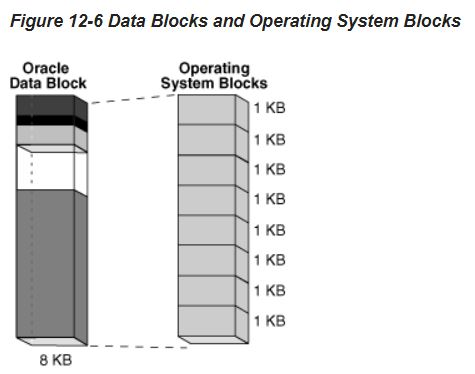 Figure 12-6 Data Blocks and Operating System Blocks
Oracle
Data Block
Operating
System Blocks
1 KB
1 KB
1 KB
1 KB
1 KB
1 KB
1 KB
1 KB
8 KB